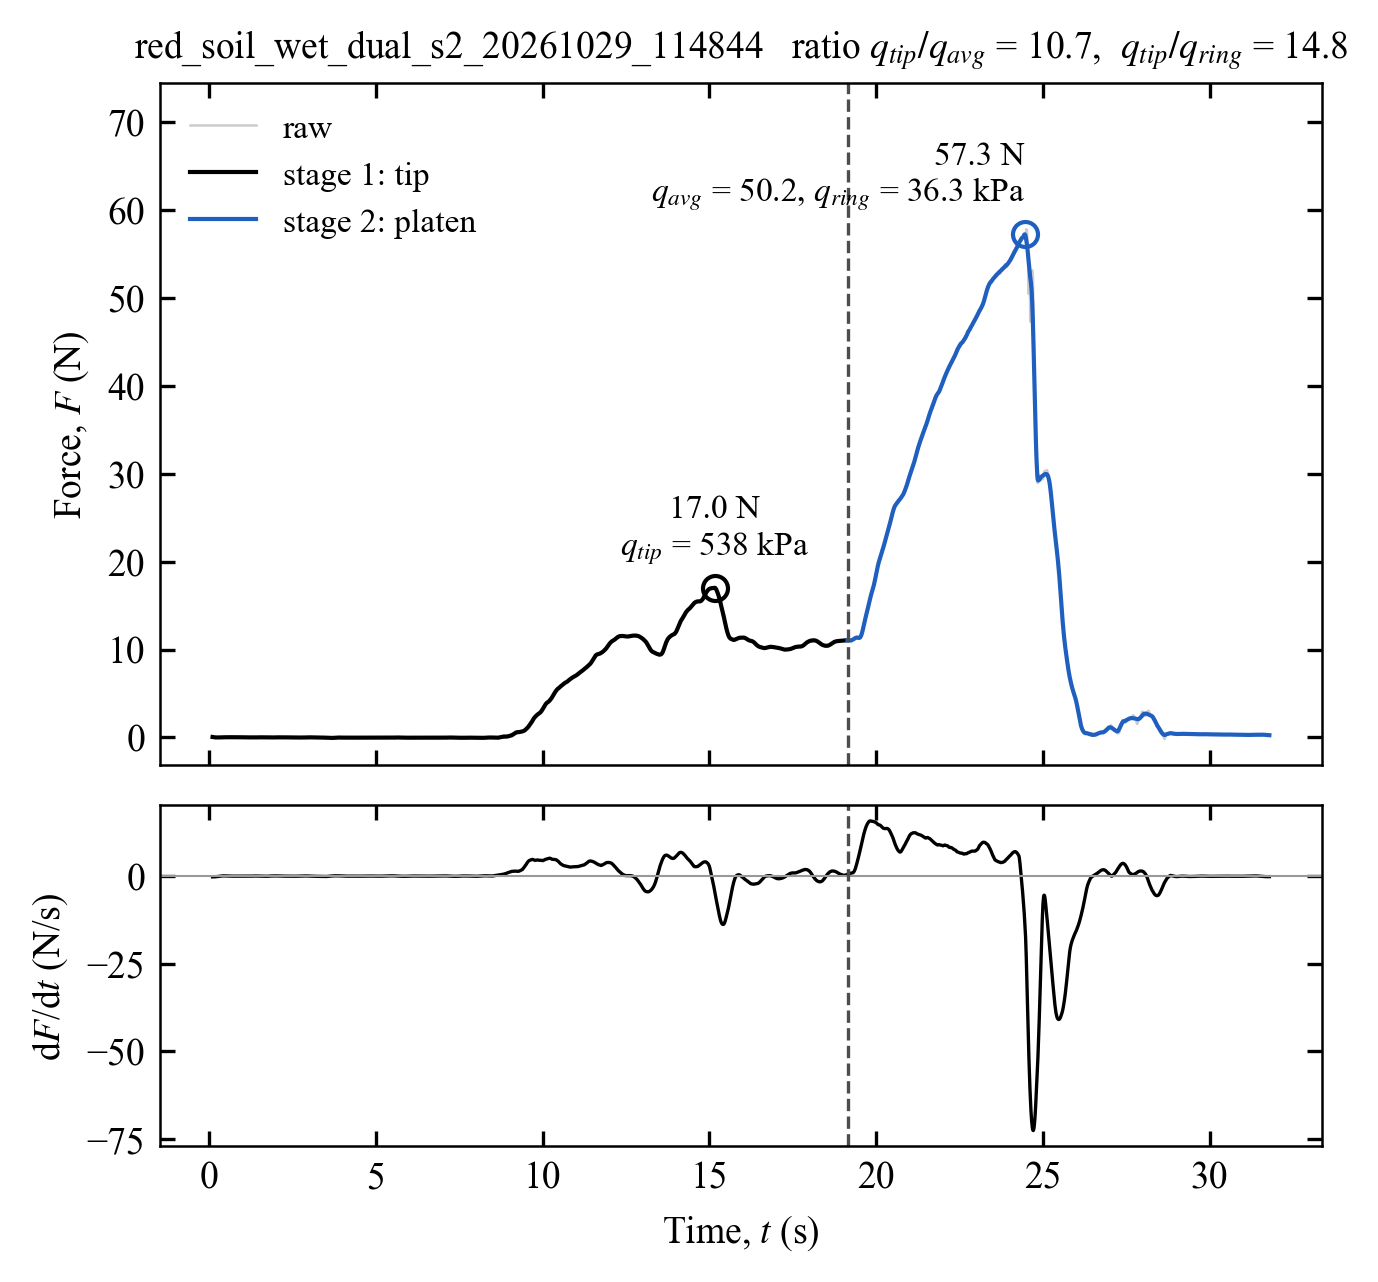 red_soil_wet_dual_s2_20261029_114844   ratio q_tip/q_avg = 10.7,  q_tip/q_ring = 14.8
raw
stage 1: tip
stage 2: platen
57.3 N
q_avg = 50.2, q_ring = 36.3 kPa
17.0 N
q_tip = 538 kPa
70
60
50
40
30
20
10
0
Force, F (N)
0
−25
−50
−75
dF/dt (N/s)
0 5 10 15 20 25 30
Time, t (s)